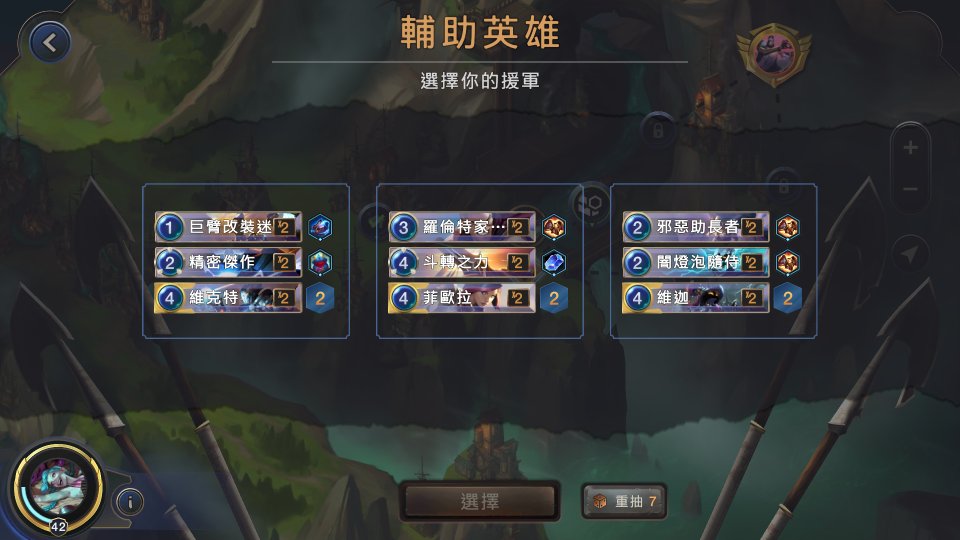 輔助英雄
選擇你的援軍
1 巨臂改裝迷 2
2 精密傑作 2
4 維克特 2 2
3 羅倫特家… 2
4 斗轉之力 2
4 菲歐拉 2 2
2 邪惡助長者 2
2 闇燈泡隨侍 2
4 維迦 2 2
選擇
重抽 7
i
42